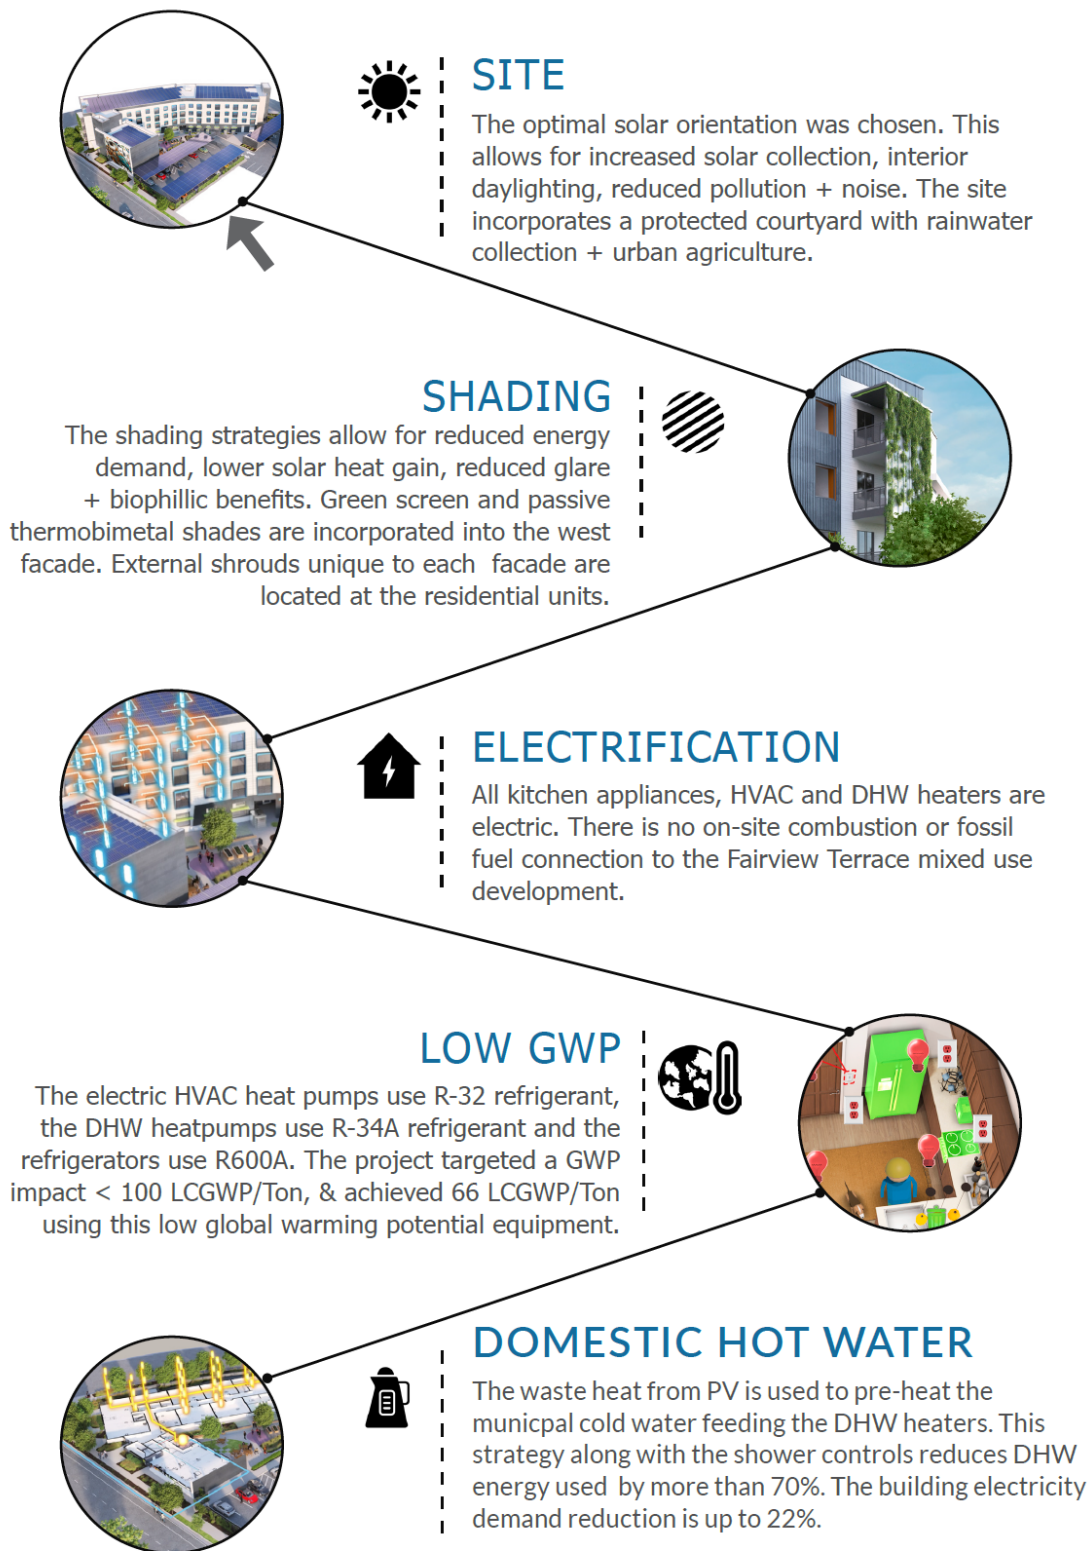 SITE
The optimal solar orientation was chosen. This
allows for increased solar collection, interior
daylighting, reduced pollution + noise. The site
incorporates a protected courtyard with rainwater
collection + urban agriculture.
SHADING
The shading strategies allow for reduced energy
demand, lower solar heat gain, reduced glare
+ biophillic benefits. Green screen and passive
thermobimetal shades are incorporated into the west
facade. External shrouds unique to each facade are
located at the residential units.
ELECTRIFICATION
All kitchen appliances, HVAC and DHW heaters are
electric. There is no on-site combustion or fossil
fuel connection to the Fairview Terrace mixed use
development.
LOW GWP
The electric HVAC heat pumps use R-32 refrigerant,
the DHW heatpumps use R-34A refrigerant and the
refrigerators use R600A. The project targeted a GWP
impact < 100 LCGWP/Ton, & achieved 66 LCGWP/Ton
using this low global warming potential equipment.
DOMESTIC HOT WATER
The waste heat from PV is used to pre-heat the
municpal cold water feeding the DHW heaters. This
strategy along with the shower controls reduces DHW
energy used by more than 70%. The building electricity
demand reduction is up to 22%.